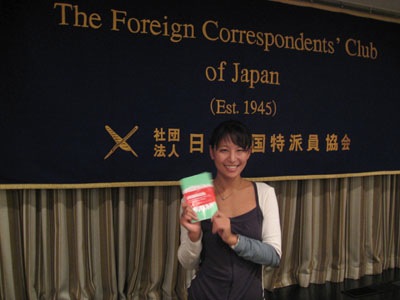 The Foreign Correspondents' Club
of Japan
(Est. 1945)
社団
法人
日 国特派員協会